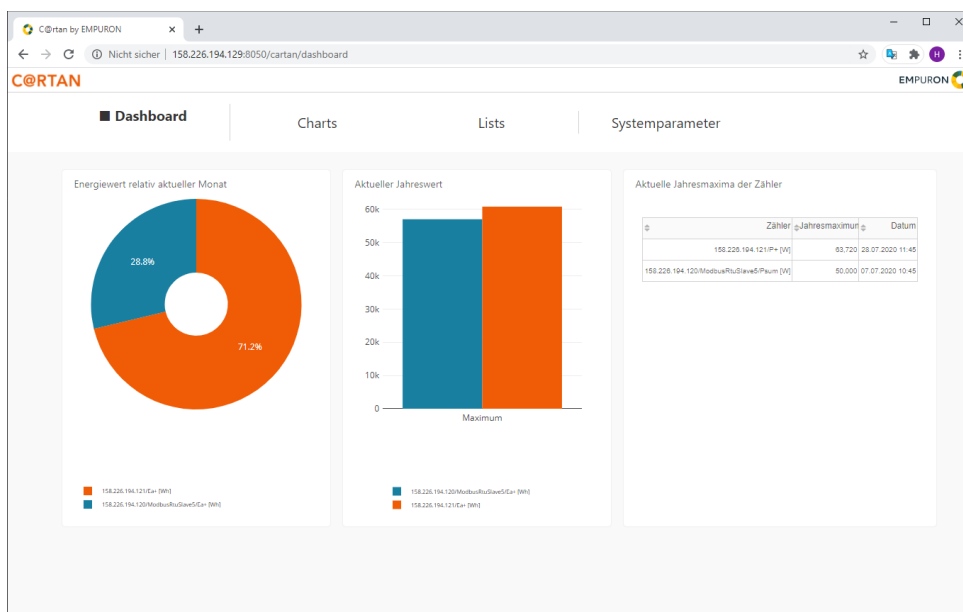 C@rtan by EMPURON
Nicht sicher | 158.226.194.129:8050/cartan/dashboard
H
C@RTAN
EMPURON
Dashboard
Charts
Lists
Systemparameter
Energiewert relativ aktueller Monat
28.8%
71.2%
158.226.194.121/Ea+ [Wh]
158.226.194.120/ModbusRtuSlave5/Ea+ [Wh]
Aktueller Jahreswert
60k
50k
40k
30k
20k
10k
0
Maximum
158.226.194.120/ModbusRtuSlave5/Ea+ [Wh]
158.226.194.121/Ea+ [Wh]
Aktuelle Jahresmaxima der Zähler
Zähler Jahresmaximur Datum
158.226.194.121/P+ [W] 63,720 28.07.2020 11:45
158.226.194.120/ModbusRtuSlave5/Psum [W] 50,000 07.07.2020 10:45